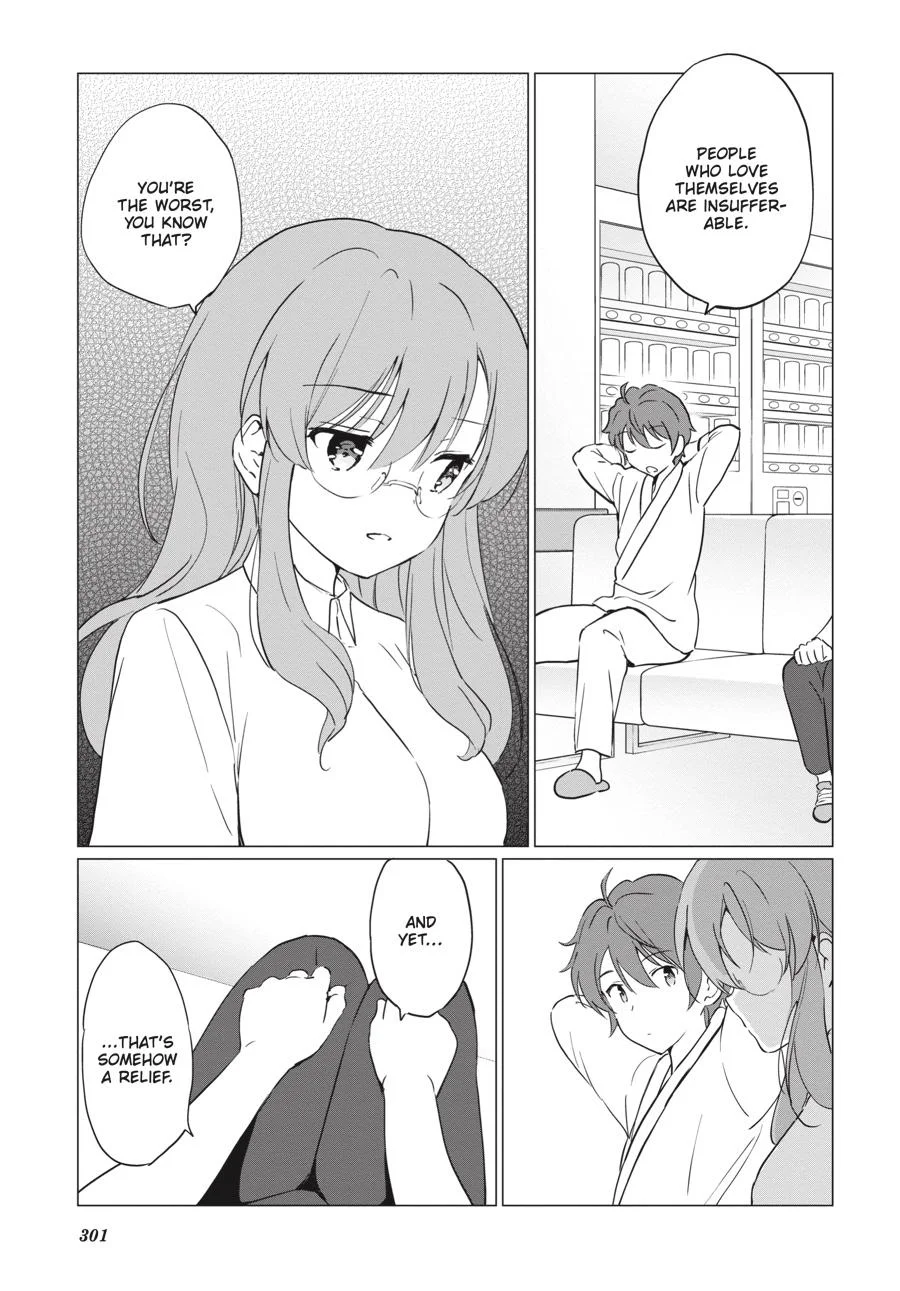 PEOPLE
WHO LOVE
THEMSELVES
ARE INSUFFER-
ABLE.
YOU'RE
THE WORST,
YOU KNOW
THAT?
AND
YET...
...THAT'S
SOMEHOW
A RELIEF.
301